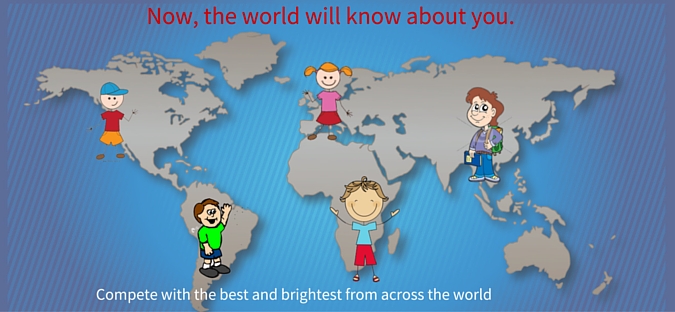 Now, the world will know about you.
Compete with the best and brightest from across the world